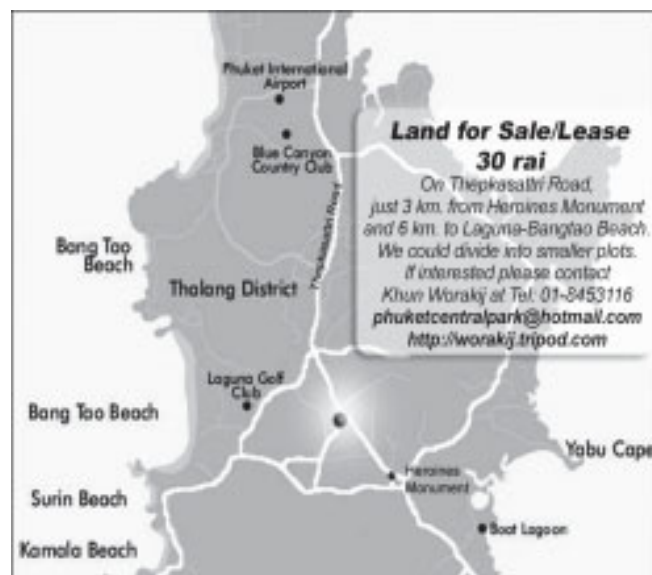 Phuket International
Airport
Blue Canyon
Country Club
Land for Sale/Lease
30 rai
On Thepkasattri Road,
just 3 km. from Heroines Monument
and 6 km. to Laguna-Bangtao Beach.
We could divide into smaller plots.
If interested please contact
Khun Worakij at Tel: 01-8453116
phuketcentralpark@hotmail.com
http://worakij.tripod.com
Thepkasattri Road
Bang Tao
Beach
Thalang District
Laguna Golf
Club
Bang Tao Beach
Yabu Cape
Heroines
Monument
Surin Beach
Boat Lagoon
Kamala Beach